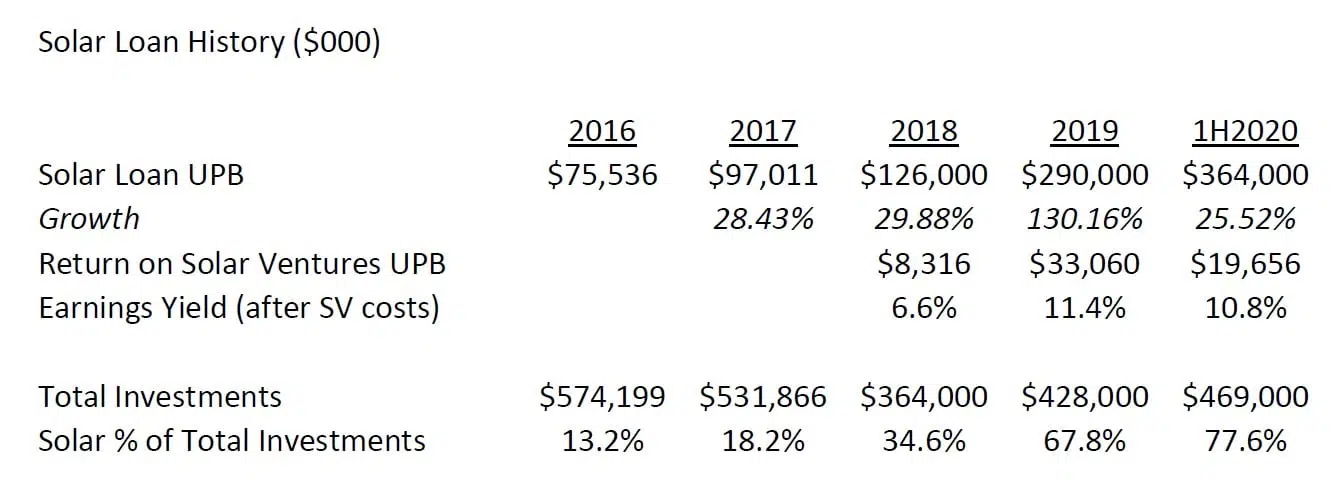 Solar Loan History ($000)
2016 2017 2018 2019 1H2020
Solar Loan UPB $75,536 $97,011 $126,000 $290,000 $364,000
Growth 28.43% 29.88% 130.16% 25.52%
Return on Solar Ventures UPB $8,316 $33,060 $19,656
Earnings Yield (after SV costs) 6.6% 11.4% 10.8%
Total Investments $574,199 $531,866 $364,000 $428,000 $469,000
Solar % of Total Investments 13.2% 18.2% 34.6% 67.8% 77.6%